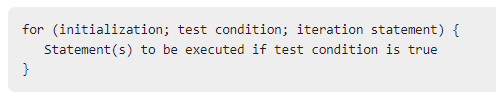 for (initialization; test condition; iteration statement) {
   Statement(s) to be executed if test condition is true
}